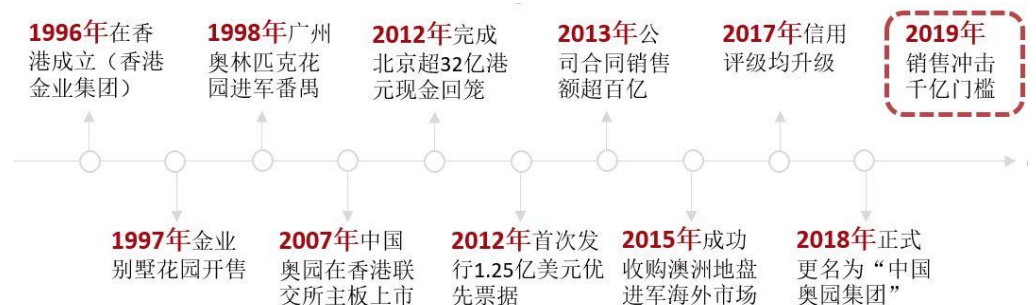 1996年在香
港成立（香港
金业集团）
1998年广州
奥林匹克花
园进军番禺
2012年完成
北京超32亿港
元现金回笼
2013年公
司合同销售
额超百亿
2017年信用
评级均升级
2019年
销售冲击
千亿门槛
1997年金业
别墅花园开售
2007年中国
奥园在香港联
交所主板上市
2012年首次发
行1.25亿美元优
先票据
2015年成功
收购澳洲地盘
进军海外市场
2018年正式
更名为“中国
奥园集团”